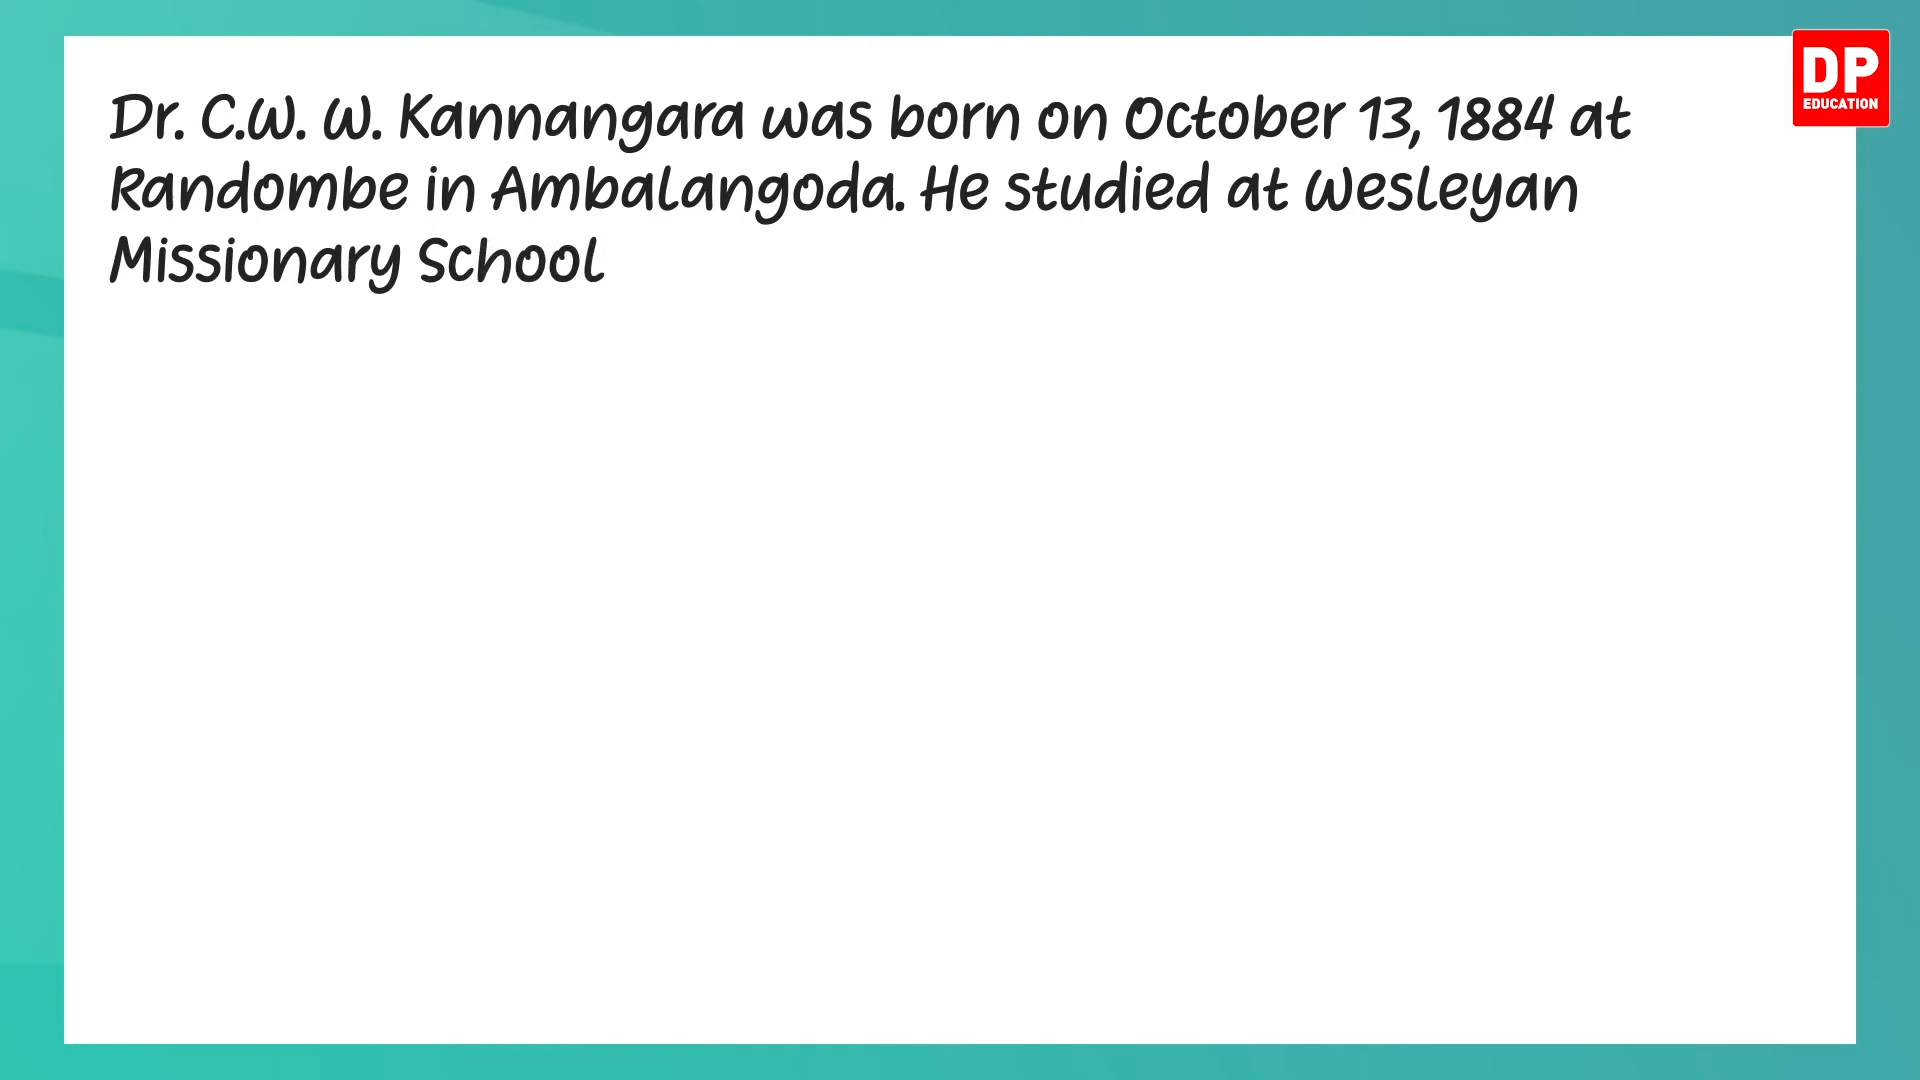 Dr. C.W. W. Kannangara was born on October 13, 1884 at
Randombe in Ambalangoda. He studied at Wesleyan
Missionary School
DP
EDUCATION